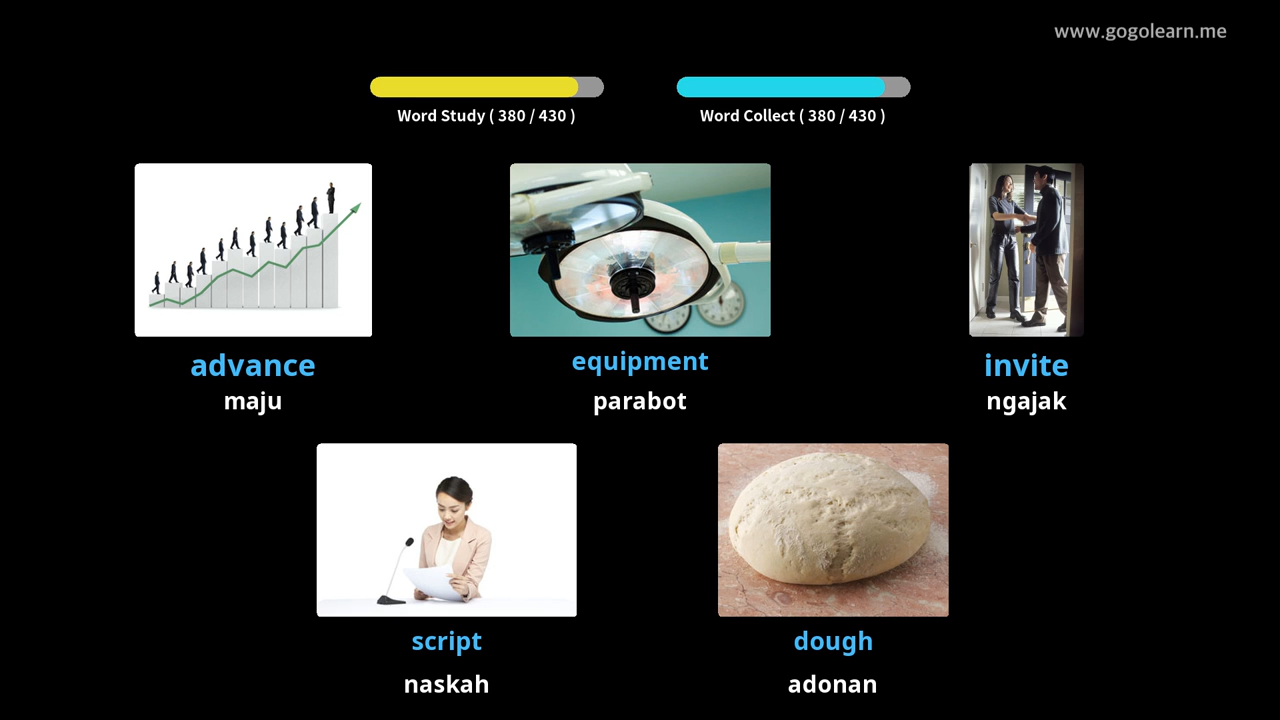 www.gogolearn.me
Word Study ( 380 / 430 )
Word Collect ( 380 / 430 )
advance
maju
equipment
parabot
invite
ngajak
script
naskah
dough
adonan